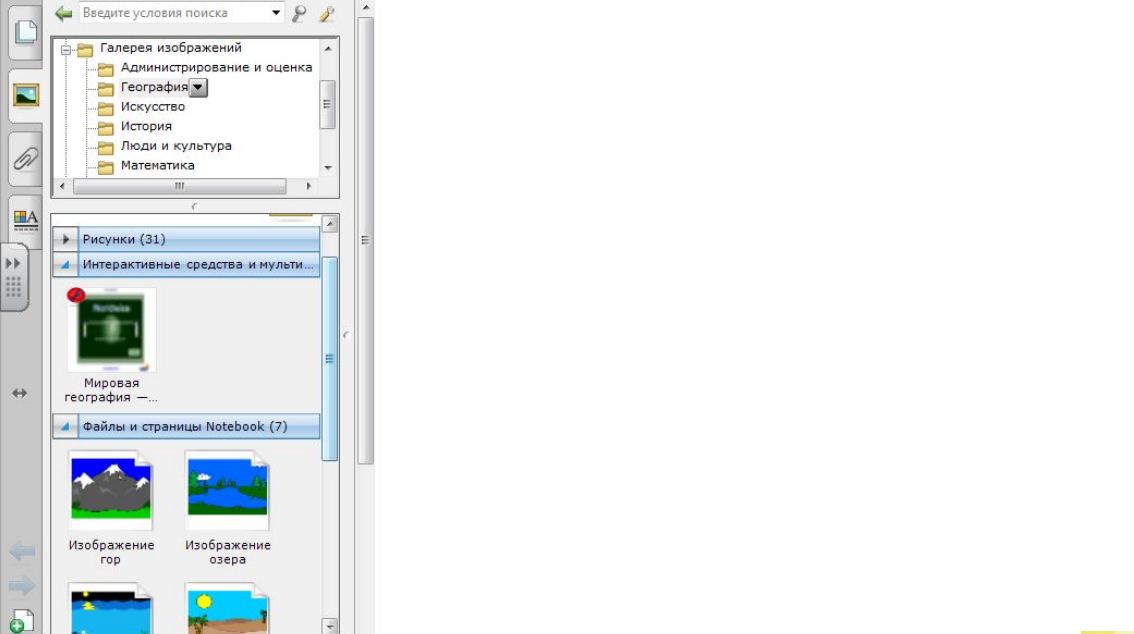 Введите условия поиска
Галерея изображений
Администрирование и оценка
География
Искусство
История
Люди и культура
Математика
Рисунки (31)
Интерактивные средства и мульти...
Мировая
география —...
Файлы и страницы Notebook (7)
Изображение
гор
Изображение
озера
A